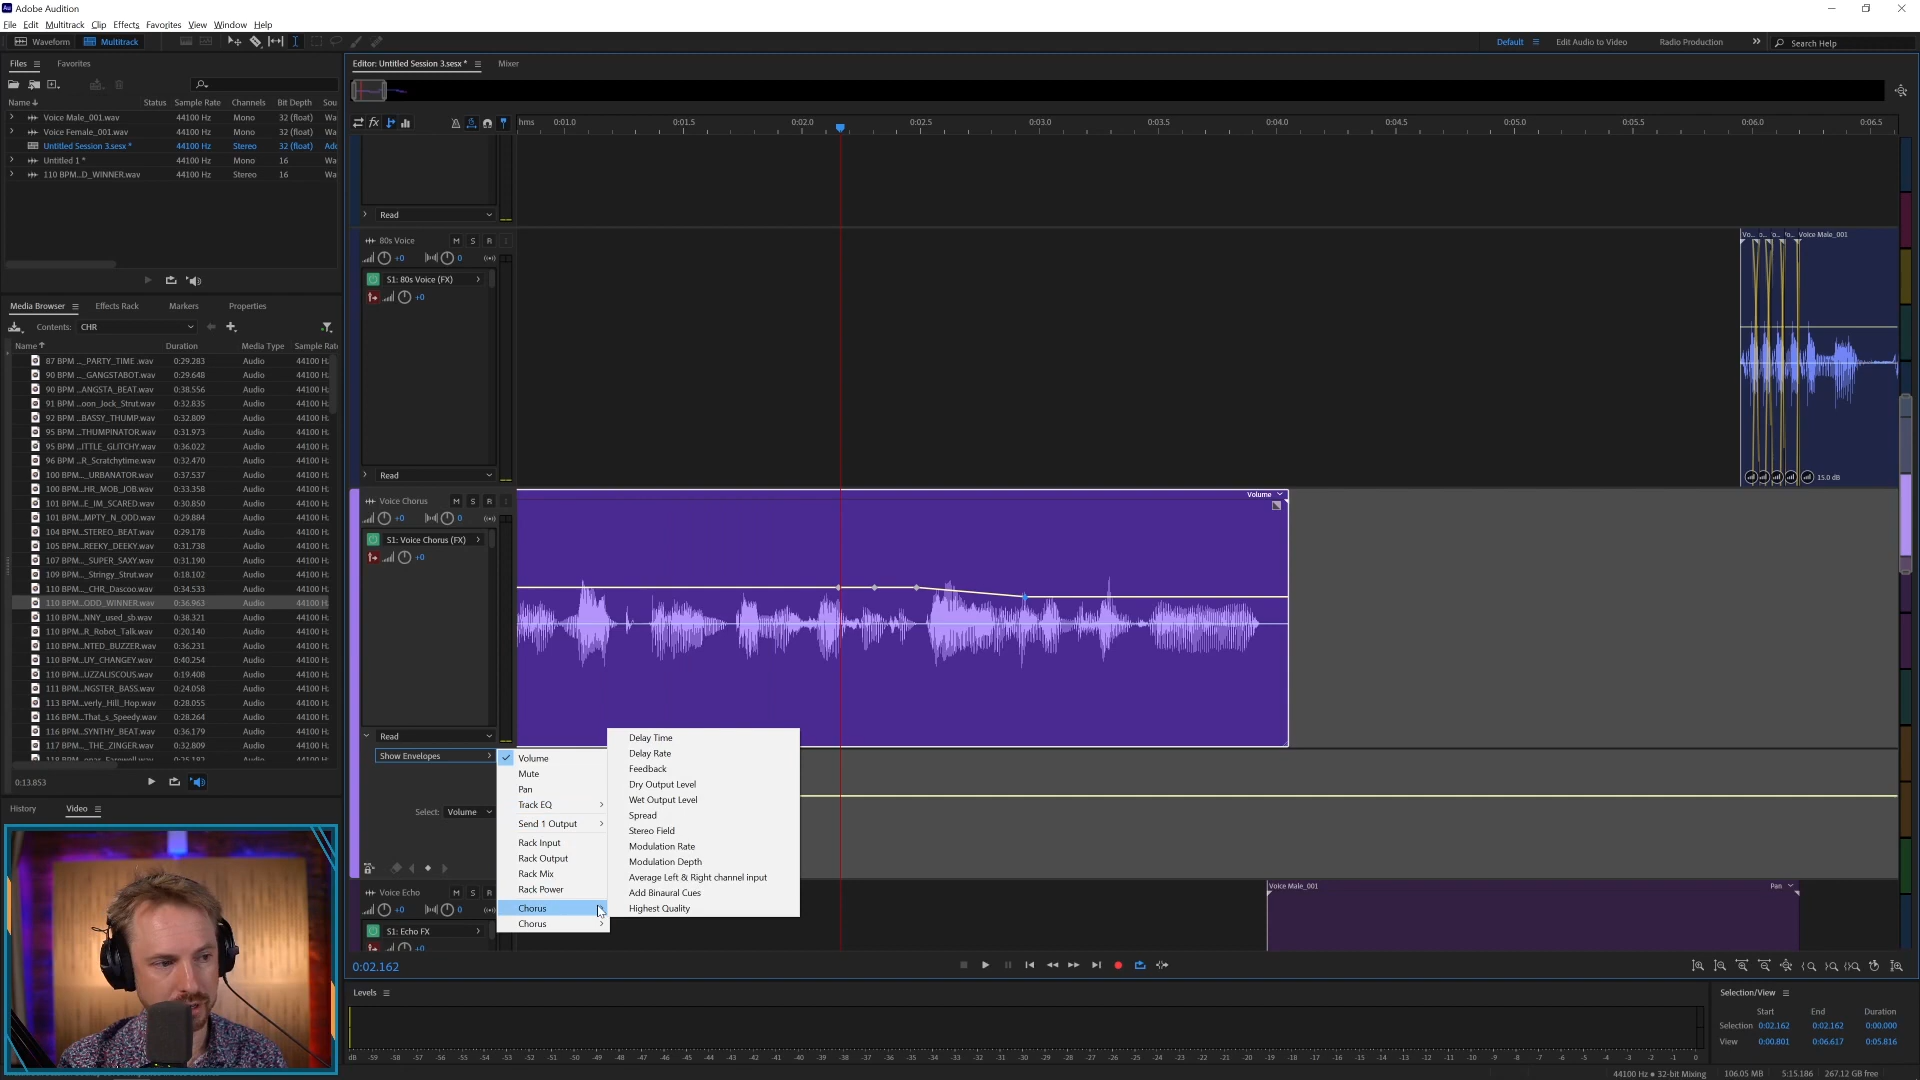 Adobe Audition
File Edit Multitrack Clip Effects Favorites View Window Help
Waveform Multitrack
Default Edit Audio to Video Radio Production Search Help
Files Favorites
Name Status Sample Rate Channels Bit Depth Sou
Voice Male_001.wav 44100 Hz Mono 32 (float) Wa
Voice Female_001.wav 44100 Hz Mono 32 (float) Wa
Untitled Session 3.sesx * 44100 Hz Stereo 32 (float) Ado
Untitled 1 * 44100 Hz Mono 16 Wa
110 BPM...D_WINNER.wav 44100 Hz Stereo 16 Wa
Media Browser Effects Rack Markers Properties
Contents: CHR
Name Duration Media Type Sample Rate
87 BPM ..._PARTY_TIME .wav 0:29.283 Audio 44100 H
90 BPM ..._GANGSTABOT.wav 0:29.648 Audio 44100 H
90 BPM ...ANGSTA_BEAT.wav 0:38.556 Audio 44100 H
91 BPM ...oon_Jock_Strut.wav 0:32.835 Audio 44100 H
92 BPM ...BASSY_THUMP.wav 0:32.809 Audio 44100 H
95 BPM ...THUMPINATOR.wav 0:31.973 Audio 44100 H
95 BPM ...ITTLE_GLITCHY.wav 0:36.022 Audio 44100 H
96 BPM ...R_Scratchytime.wav 0:32.470 Audio 44100 H
100 BPM..._URBANATOR.wav 0:37.537 Audio 44100 H
100 BPM...HR_MOB_JOB.wav 0:33.358 Audio 44100 H
101 BPM...E_IM_SCARED.wav 0:30.850 Audio 44100 H
101 BPM...MPTY_N_ODD.wav 0:29.884 Audio 44100 H
104 BPM...STEREO_BEAT.wav 0:29.178 Audio 44100 H
105 BPM...REEKY_DEEKY.wav 0:31.738 Audio 44100 H
107 BPM..._SUPER_SAXY.wav 0:31.190 Audio 44100 H
109 BPM..._Stringy_Strut.wav 0:18.102 Audio 44100 H
110 BPM..._CHR_Dascoo.wav 0:34.533 Audio 44100 H
110 BPM...ODD_WINNER.wav 0:36.963 Audio 44100 H
110 BPM...NNY_used_sb.wav 0:38.321 Audio 44100 H
110 BPM...R_Robot_Talk.wav 0:20.140 Audio 44100 H
110 BPM...NTED_BUZZER.wav 0:36.231 Audio 44100 H
110 BPM...UY_CHANGEY.wav 0:40.254 Audio 44100 H
110 BPM...UZZALISCOUS.wav 0:19.408 Audio 44100 H
111 BPM...NGSTER_BASS.wav 0:24.058 Audio 44100 H
113 BPM...verly_Hill_Hop.wav 0:28.055 Audio 44100 H
116 BPM...That_s_Speedy.wav 0:28.264 Audio 44100 H
116 BPM...SYNTHY_BEAT.wav 0:36.179 Audio 44100 H
117 BPM..._THE_ZINGER.wav 0:32.809 Audio 44100 H
0:13.853
History Video
Editor: Untitled Session 3.sesx * Mixer
fx hms 0:01.0 0:01.5 0:02.0 0:02.5 0:03.0 0:03.5 0:04.0 0:04.5 0:05.0 0:05.5 0:06.0 0:06.5
Read
80s Voice M S R I
+0 0
S1: 80s Voice (FX)
+0
Read
Vo... Voice Male_001
15.0 dB
Voice Chorus M S R I
+0 0
S1: Voice Chorus (FX)
+0
Volume
Read
Show Envelopes
Select: Volume
Volume
Mute
Pan
Track EQ
Send 1 Output
Rack Input
Rack Output
Rack Mix
Rack Power
Chorus
Chorus
Delay Time
Delay Rate
Feedback
Dry Output Level
Wet Output Level
Spread
Stereo Field
Modulation Rate
Modulation Depth
Average Left & Right channel input
Add Binaural Cues
Highest Quality
Voice Echo M S R
+0 0
S1: Echo FX
+0
Voice Male_001 Pan
0:02.162
Levels
dB -59 -58 -57 -56 -55 -54 -53 -52 -51 -50 -49 -48 -47 -46 -45 -44 -43 -42 -41 -40 -39 -38 -37 -36 -35 -34 -33 -32 -31 -30 -29 -28 -27 -26 -25 -24 -23 -22 -21 -20 -19 -18 -17 -16 -15 -14 -13 -12 -11 -10 -9 -8 -7 -6 -5 -4 -3 -2 -1 0
Selection/View
Start End Duration
Selection 0:02.162 0:02.162 0:00.000
View 0:00.801 0:06.617 0:05.816
44100 Hz • 32-bit Mixing 106.05 MB 5:15.186 267.12 GB free